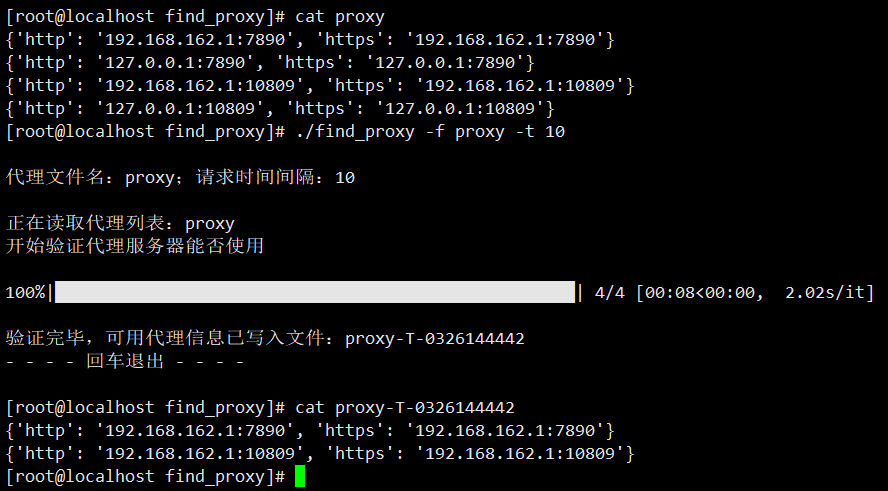 [root@localhost find_proxy]# cat proxy
{'http': '192.168.162.1:7890', 'https': '192.168.162.1:7890'}
{'http': '127.0.0.1:7890', 'https': '127.0.0.1:7890'}
{'http': '192.168.162.1:10809', 'https': '192.168.162.1:10809'}
{'http': '127.0.0.1:10809', 'https': '127.0.0.1:10809'}
[root@localhost find_proxy]# ./find_proxy -f proxy -t 10
代理文件名：proxy；请求时间间隔：10
正在读取代理列表：proxy
开始验证代理服务器能否使用
100%| | 4/4 [00:08<00:00,  2.02s/it]
验证完毕，可用代理信息已写入文件：proxy-T-0326144442
- - - - 回车退出 - - - -
[root@localhost find_proxy]# cat proxy-T-0326144442
{'http': '192.168.162.1:7890', 'https': '192.168.162.1:7890'}
{'http': '192.168.162.1:10809', 'https': '192.168.162.1:10809'}
[root@localhost find_proxy]#